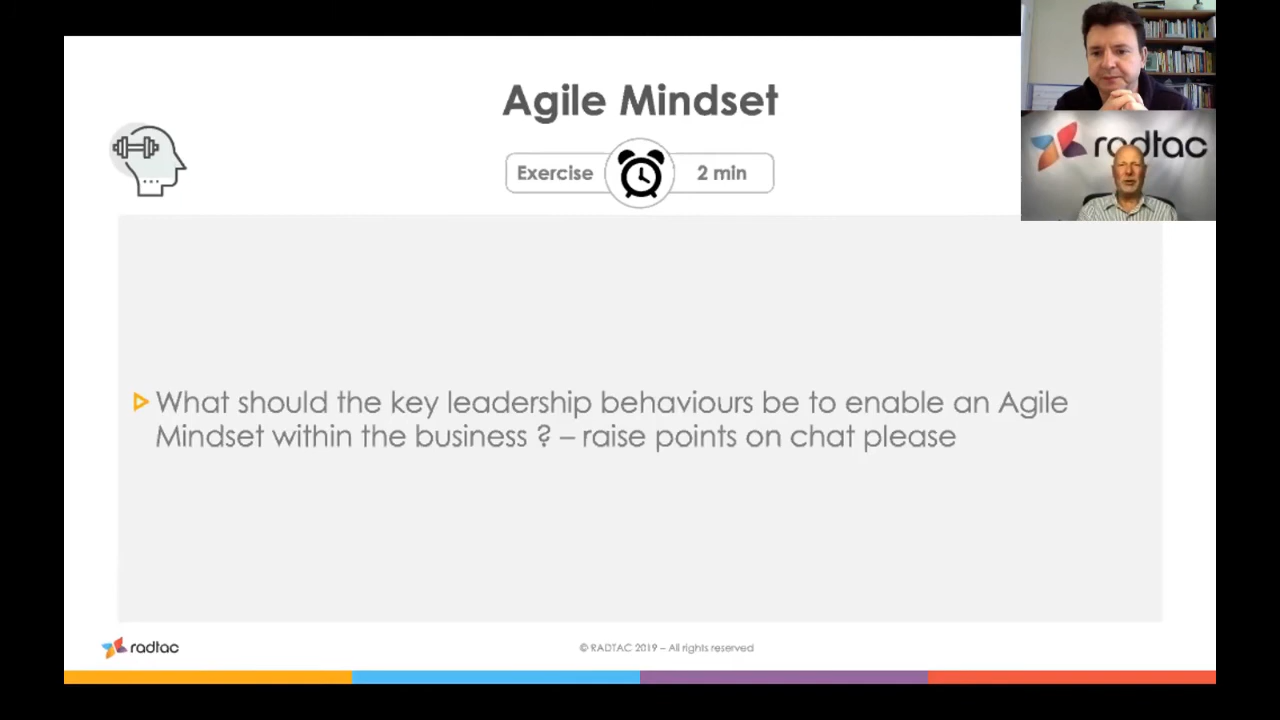 Agile Mindset
Exercise
2 min
radtac
What should the key leadership behaviours be to enable an Agile
Mindset within the business ? – raise points on chat please
radtac
© RADTAC 2019 – All rights reserved